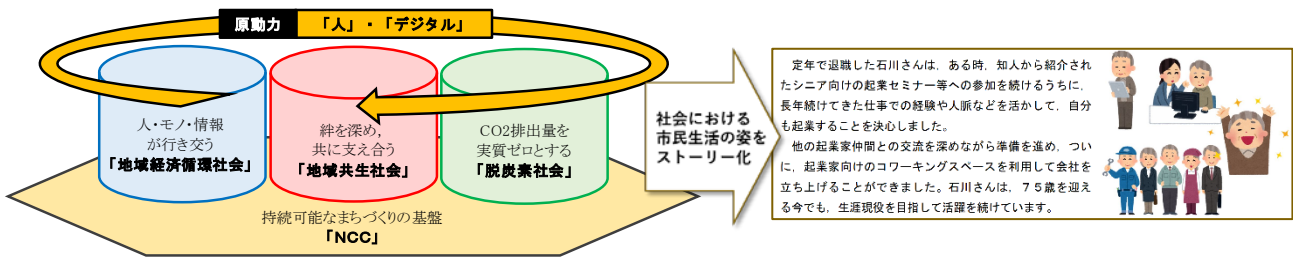 原動力 「人」・「デジタル」
人・モノ・情報
が行き交う
「地域経済循環社会」
絆を深め，
共に支え合う
「地域共生社会」
CO2排出量を
実質ゼロとする
「脱炭素社会」
持続可能なまちづくりの基盤
「NCC」
社会における
市民生活の姿を
ストーリー化
定年で退職した石川さんは，ある時，知人から紹介され
たシニア向けの起業セミナー等への参加を続けるうちに，
長年続けてきた仕事での経験や人脈などを活かして，自分
も起業することを決心しました。
他の起業家仲間との交流を深めながら準備を進め，つい
に，起業家向けのコワーキングスペースを利用して会社を
立ち上げることができました。石川さんは，７５歳を迎え
る今でも，生涯現役を目指して活躍を続けています。